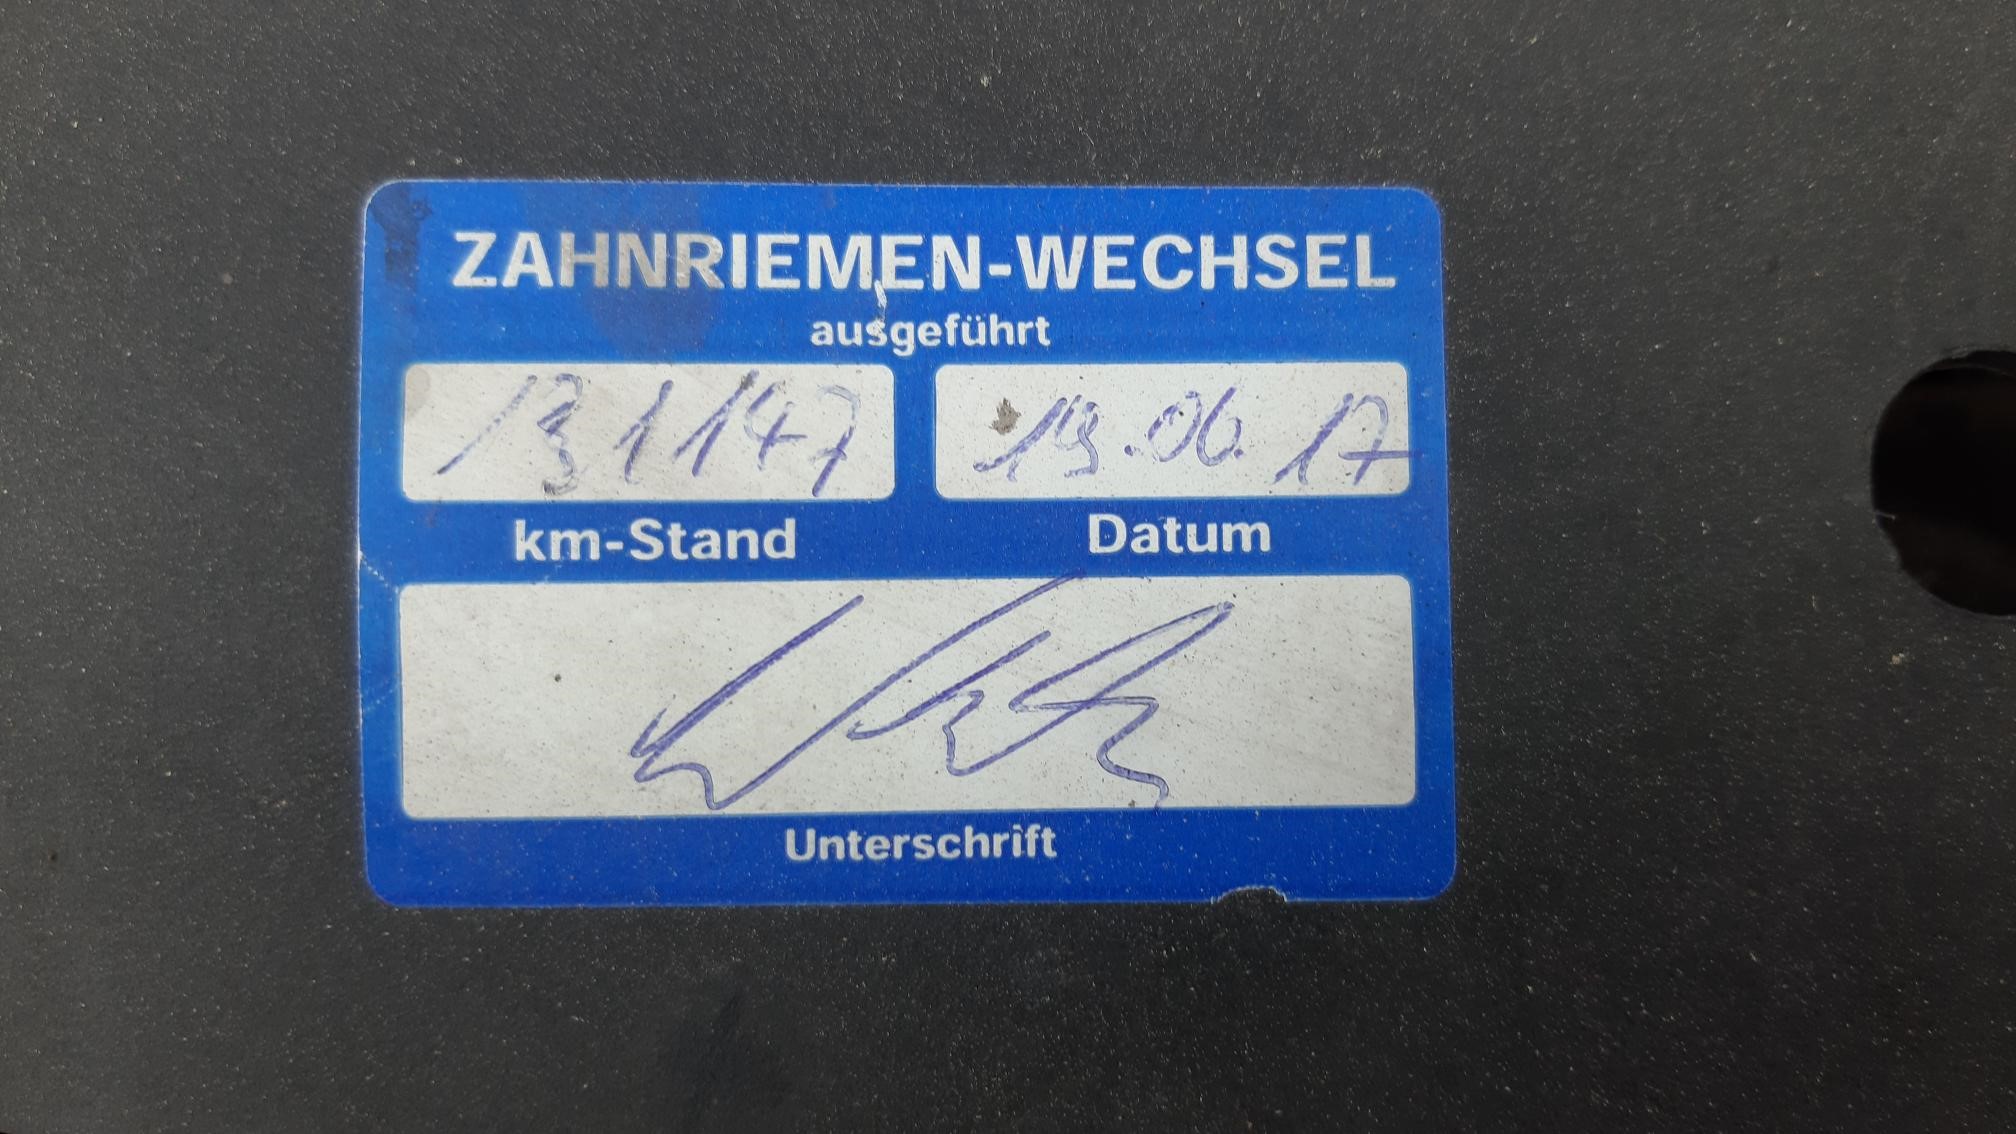 ZAHNRIEMEN-WECHSEL
ausgeführt
131147 19.06.17
km-Stand Datum
Unterschrift